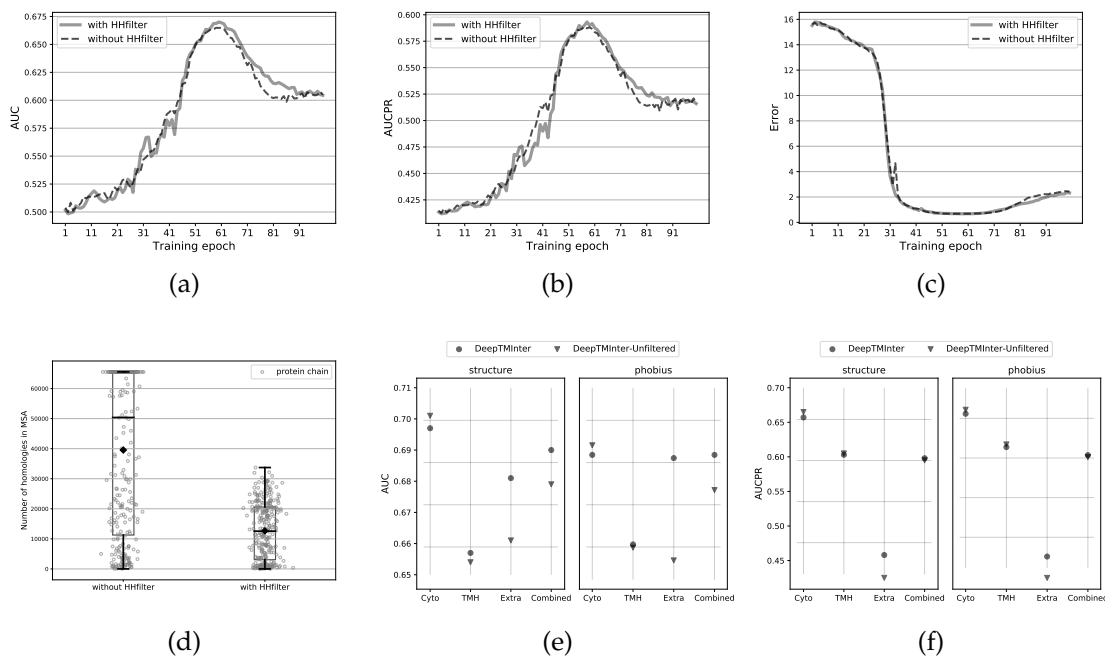 with HHfilter
without HHfilter
0.675
0.650
0.625
0.600
0.575
0.550
0.525
0.500
AUC
1 11 21 31 41 51 61 71 81 91
Training epoch
(a)
with HHfilter
without HHfilter
0.600
0.575
0.550
0.525
0.500
0.475
0.450
0.425
AUCPR
1 11 21 31 41 51 61 71 81 91
Training epoch
(b)
with HHfilter
without HHfilter
16
14
12
10
8
6
4
2
0
Error
1 11 21 31 41 51 61 71 81 91
Training epoch
(c)
protein chain
60000
50000
40000
30000
20000
10000
0
Number of homologies in MSA
without HHfilter with HHfilter
(d)
DeepTMInter DeepTMInter-Unfiltered
structure phobius
0.71
0.70
0.69
0.68
0.67
0.66
0.65
AUC
Cyto TMH Extra Combined Cyto TMH Extra Combined
(e)
DeepTMInter DeepTMInter-Unfiltered
structure phobius
0.70
0.65
0.60
0.55
0.50
0.45
AUCPR
Cyto TMH Extra Combined Cyto TMH Extra Combined
(f)